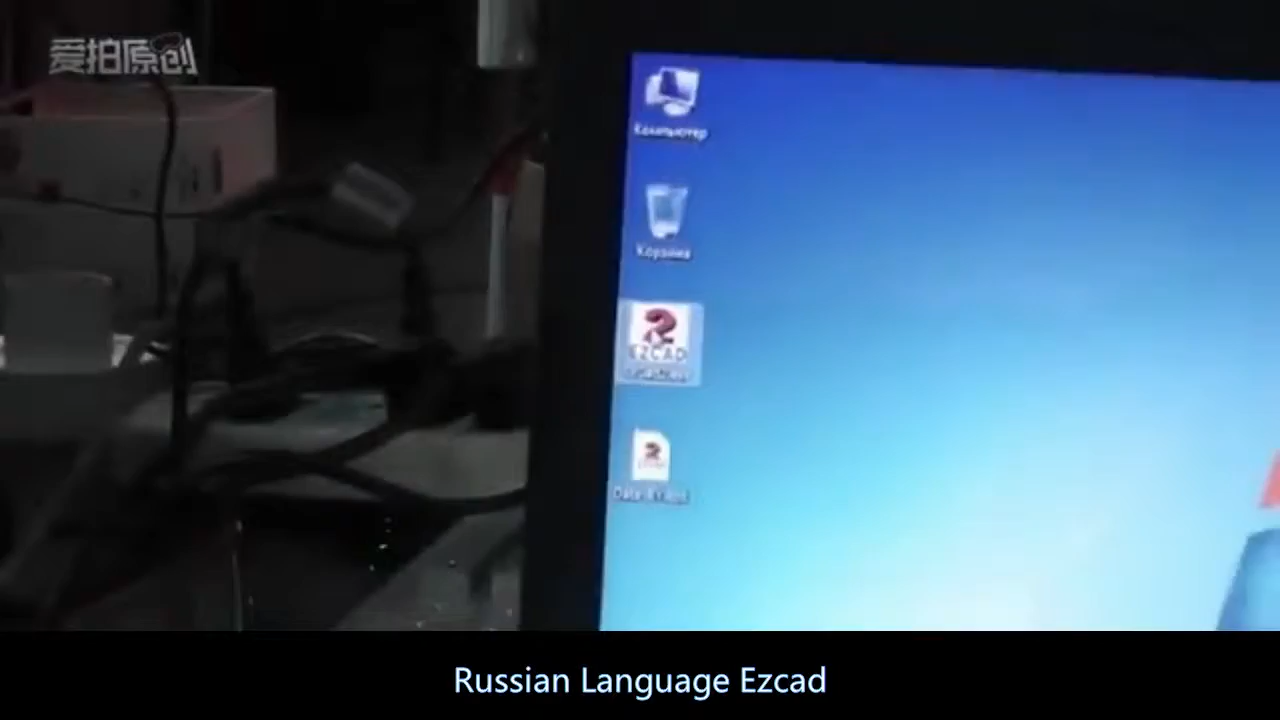 爱拍原创
Компьютер
Корзина
EZCAD
Russian Language Ezcad